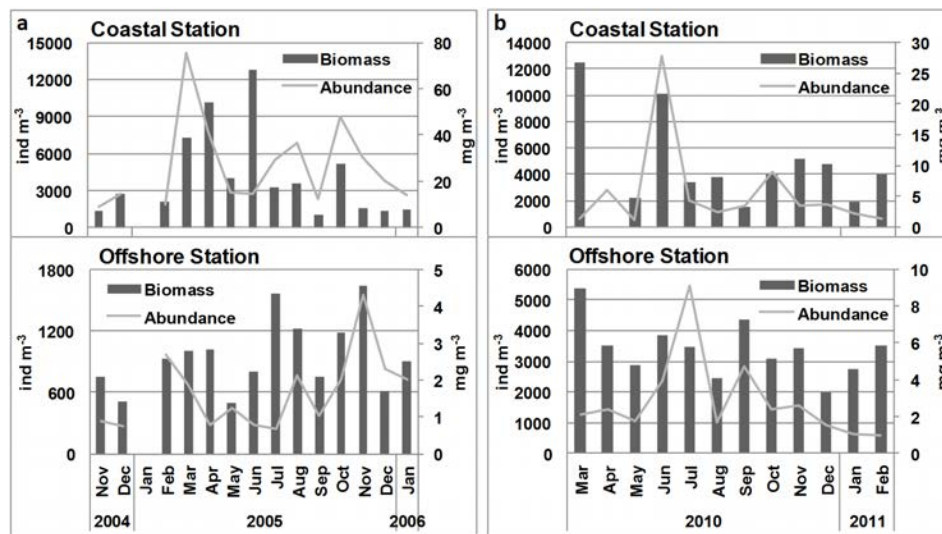 a
Coastal Station
15000
12000
9000
6000
3000
0
ind m-3
80
60
40
20
0
mg m-3
Biomass
Abundance
Offshore Station
1800
1200
600
0
ind m-3
5
4
3
2
1
0
mg m-3
Biomass
Abundance
Nov Dec Jan Feb Mar Apr May Jun Jul Aug Sep Oct Nov Dec Jan
2004 2005 2006
b
Coastal Station
14000
12000
10000
8000
6000
4000
2000
0
ind m-3
30
25
20
15
10
5
0
mg m-3
Biomass
Abundance
Offshore Station
6000
5000
4000
3000
2000
1000
0
ind m-3
10
8
6
4
2
0
mg m-3
Biomass
Abundance
Mar Apr May Jun Jul Aug Sep Oct Nov Dec Jan Feb
2010 2011